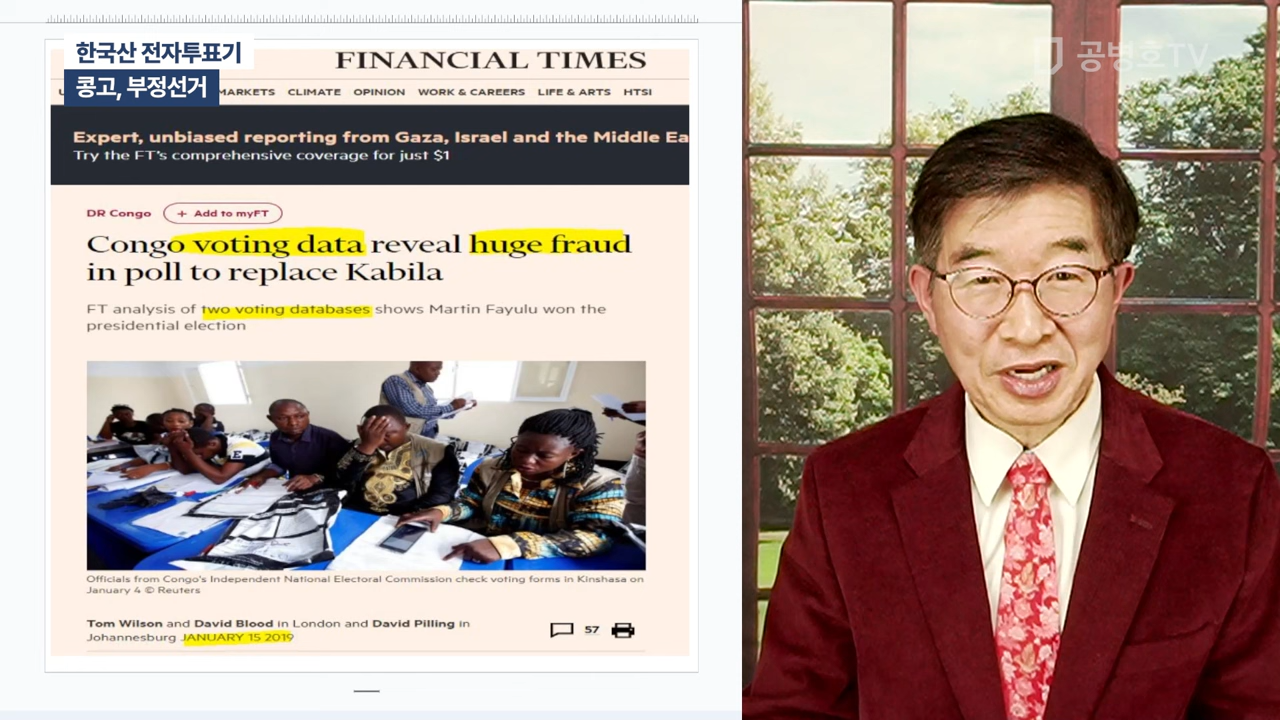 한국산 전자투표기
콩고, 부정선거
공병호TV
FINANCIAL TIMES
MARKETS CLIMATE OPINION WORK & CAREERS LIFE & ARTS HTSI
Expert, unbiased reporting from Gaza, Israel and the Middle Ea
Try the FT's comprehensive coverage for just $1
DR Congo + Add to myFT
Congo voting data reveal huge fraud
in poll to replace Kabila
FT analysis of two voting databases shows Martin Fayulu won the
presidential election
Officials from Congo's Independent National Electoral Commission check voting forms in Kinshasa on
January 4 © Reuters
Tom Wilson and David Blood in London and David Pilling in
Johannesburg JANUARY 15 2019
57